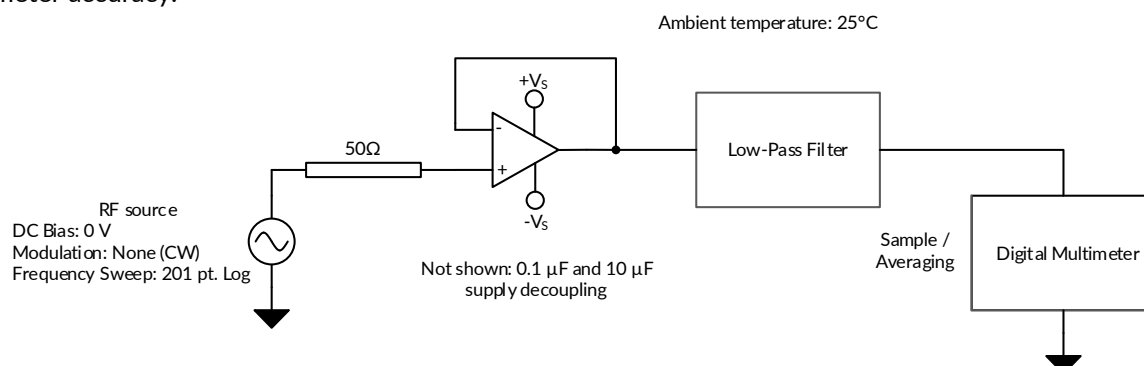 meter accuracy.
Ambient temperature: 25°C
+VS
-
50Ω
+
-VS
Low-Pass Filter
RF source
DC Bias: 0 V
Modulation: None (CW)
Frequency Sweep: 201 pt. Log
Not shown: 0.1 µF and 10 µF
supply decoupling
Sample /
Averaging
Digital Multimeter